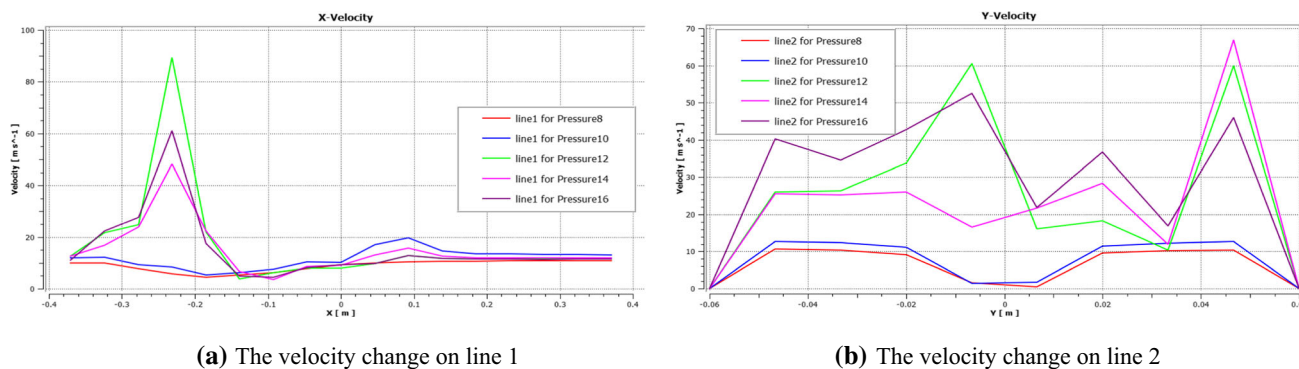 X-Velocity
100
80
60
40
20
0
Velocity [ m s^-1 ]
line1 for Pressure8
line1 for Pressure10
line1 for Pressure12
line1 for Pressure14
line1 for Pressure16
-0.4 -0.3 -0.2 -0.1 0 0.1 0.2 0.3 0.4
X [ m ]
(a) The velocity change on line 1
Y-Velocity
70
60
50
40
30
20
10
0
Velocity [ m s^-1 ]
line2 for Pressure8
line2 for Pressure10
line2 for Pressure12
line2 for Pressure14
line2 for Pressure16
-0.06 -0.04 -0.02 0 0.02 0.04
Y [ m ]
(b) The velocity change on line 2